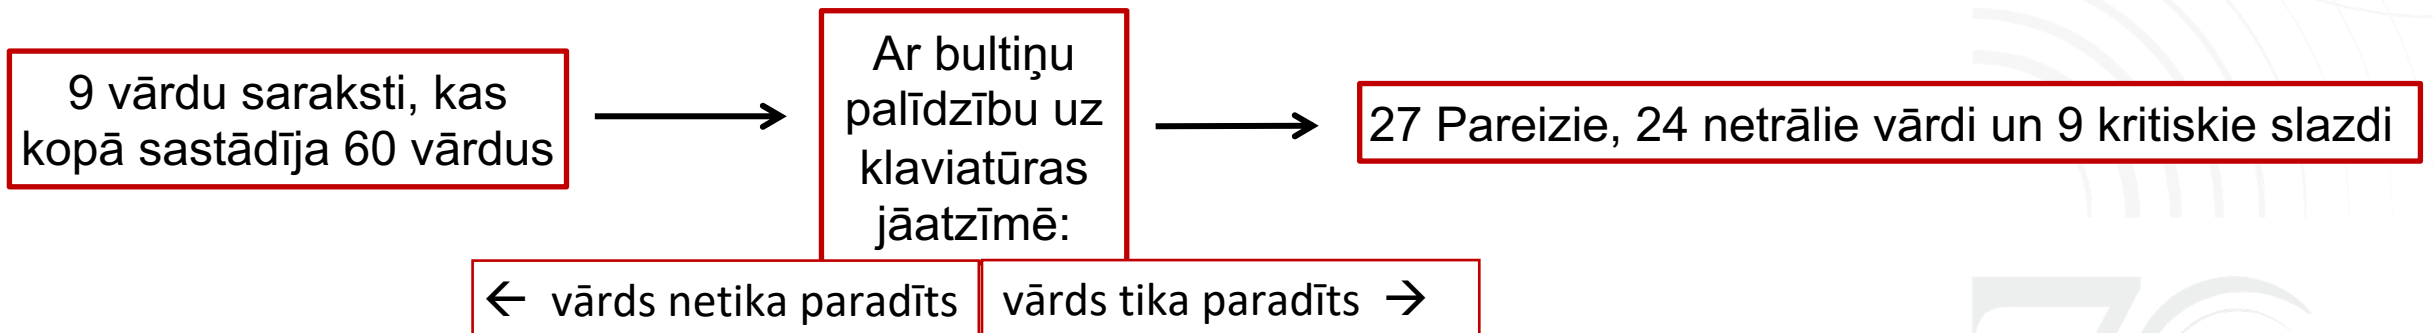 9 vārdu saraksti, kas
kopā sastādīja 60 vārdus
Ar bultiņu
palīdzību uz
klaviatūras
jāatzīmē:
27 Pareizie, 24 netrālie vārdi un 9 kritiskie slazdi
← vārds netika paradīts
vārds tika paradīts →